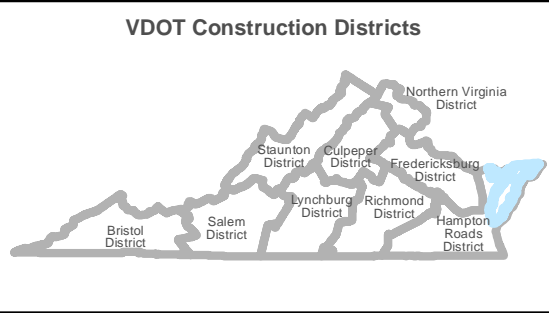 VDOT Construction Districts
Northern Virginia
District
Staunton
District
Culpeper
District
Fredericksburg
District
Lynchburg
District
Richmond
District
Salem
District
Bristol
District
Hampton
Roads
District